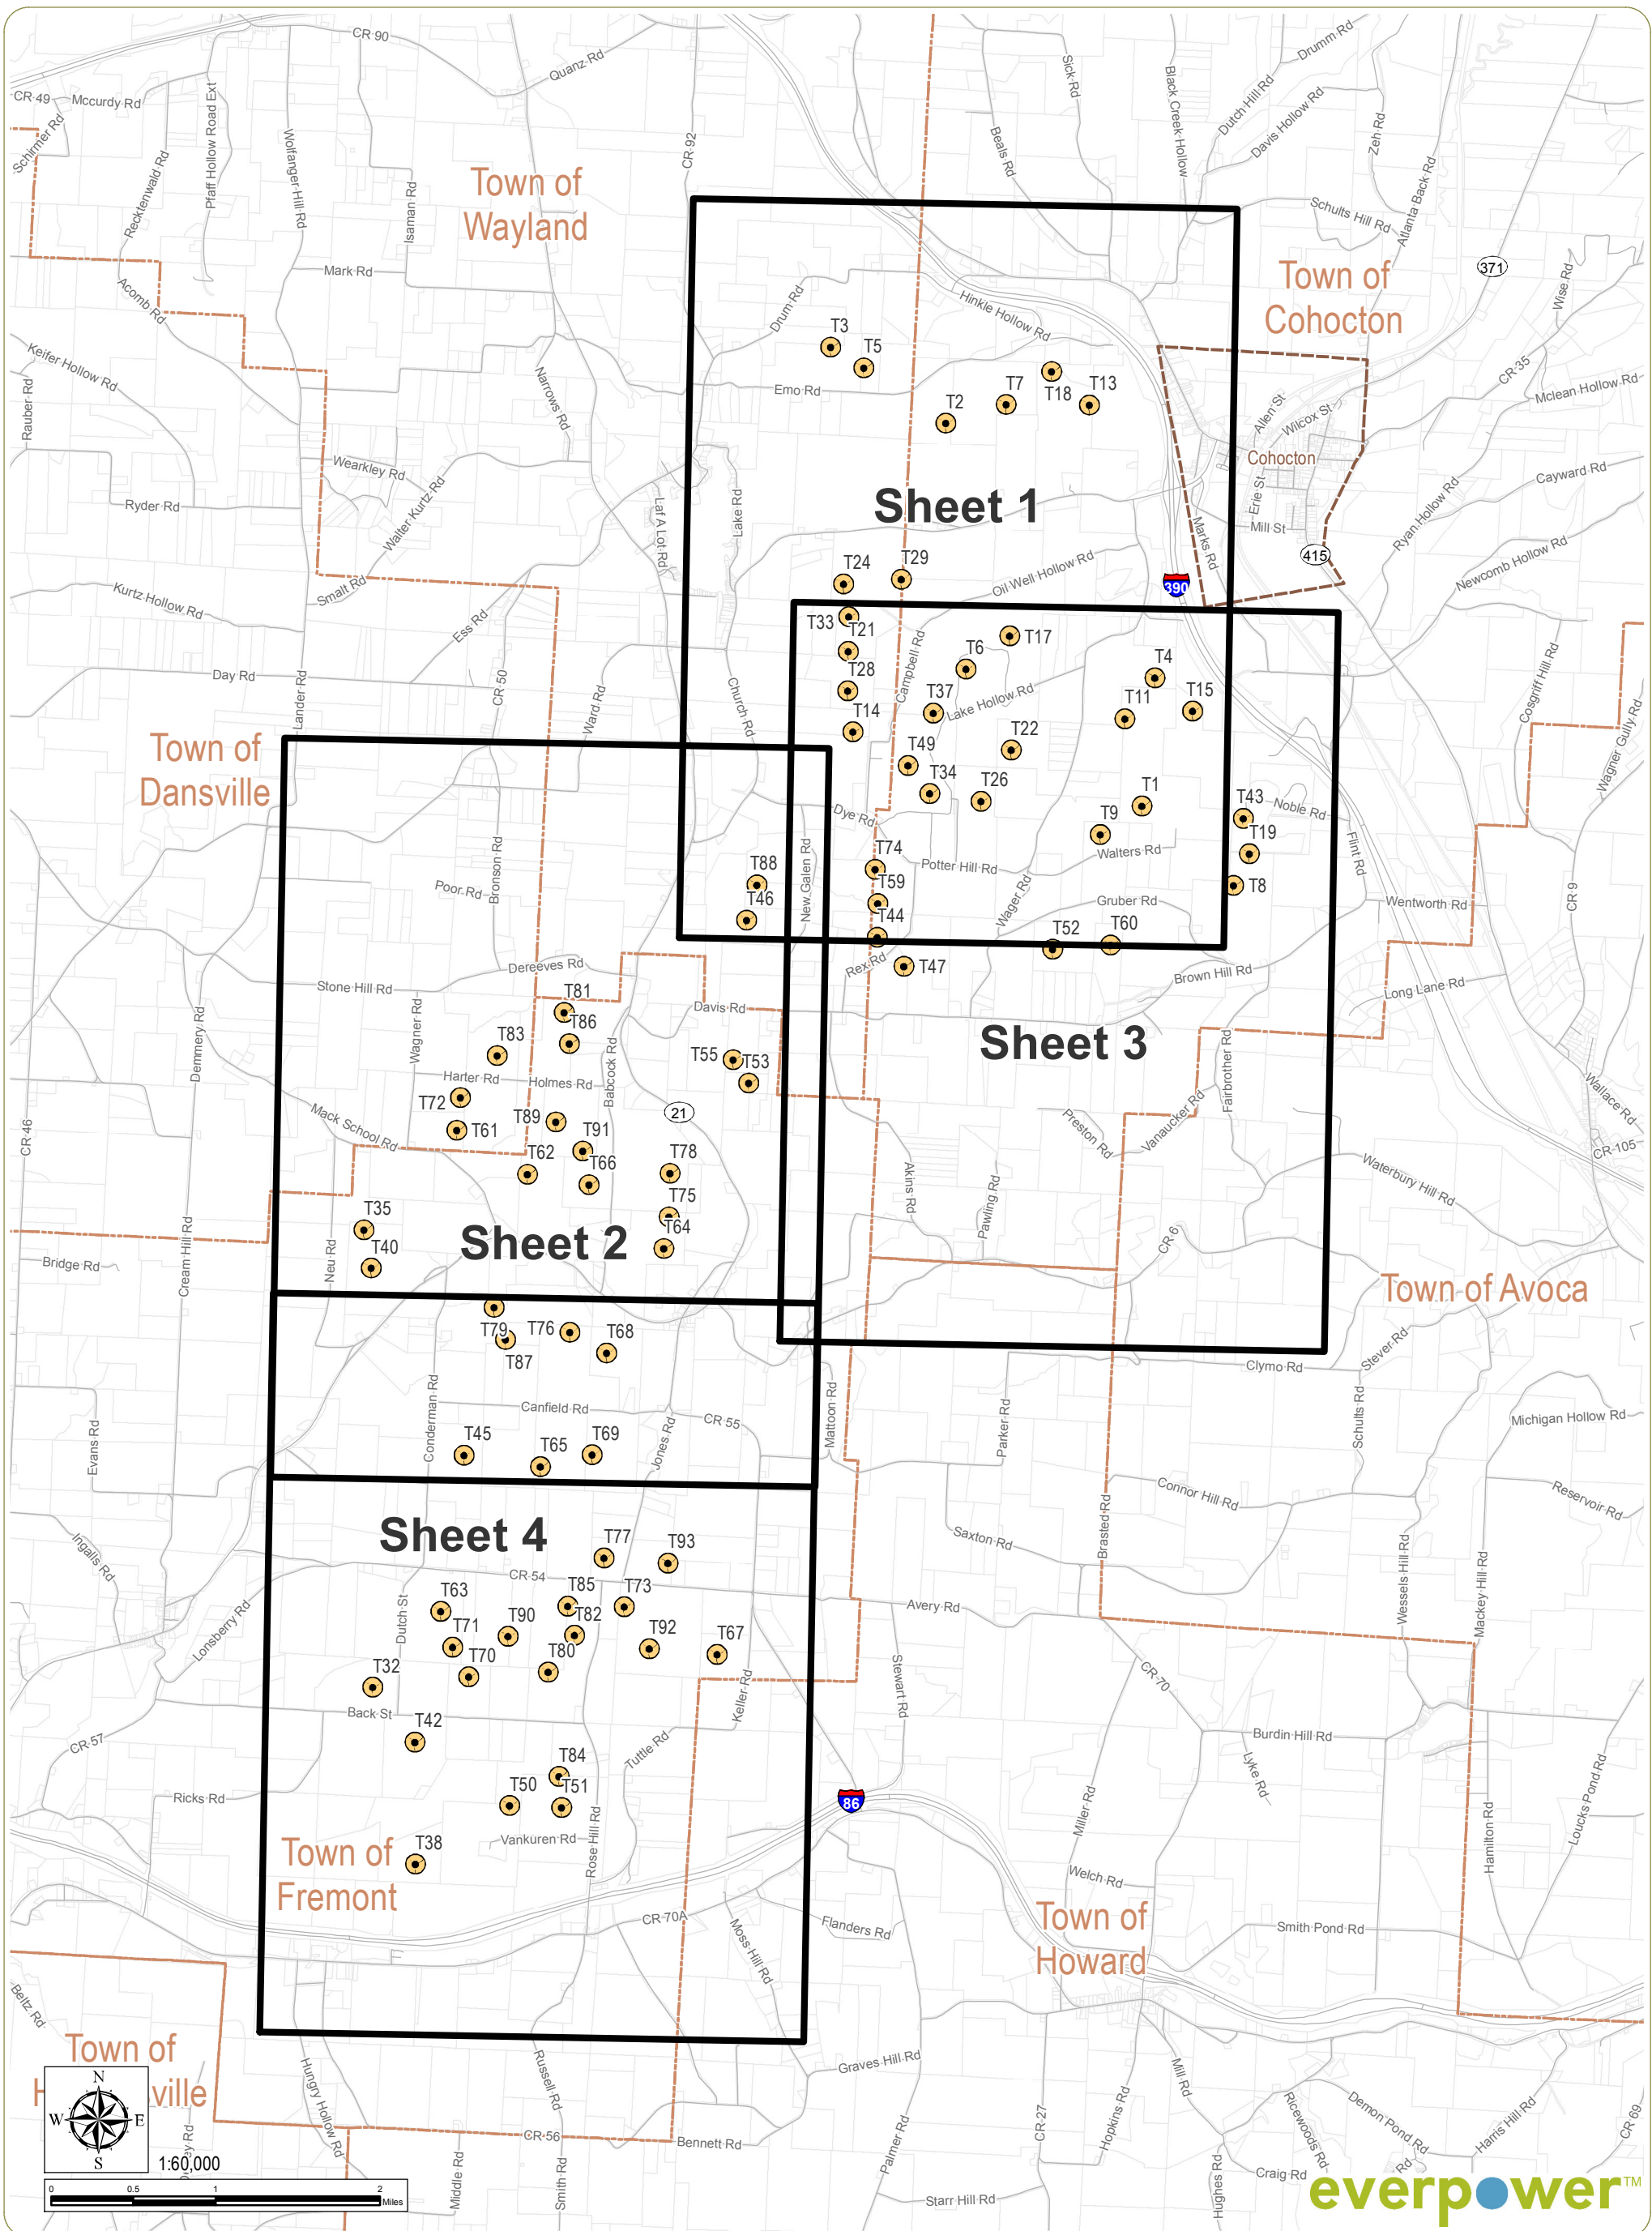 CR 90
Quanz Rd
CR 49
Mccurdy Rd
Schirmer Rd
Recktenwald Rd
Pfaff Hollow Road Ext
Wolfanger Hill Rd
Isaman Rd
CR 92
Sick Rd
Beals Rd
Black Creek Hollow
Dutch Hill Rd
Drumm Rd
Davis Hollow Rd
Zeh Rd
Atlanta Back Rd
Schults Hill Rd
Town of
Wayland
Mark Rd
Acomb Rd
Keifer Hollow Rd
Rauber Rd
Narrows Rd
Drum Rd
Hinkle Hollow Rd
Town of
Cohocton
371
Wise Rd
CR 35
Mclean Hollow Rd
T3
T5
Emo Rd
T2
T7
T18
T13
Allen St
Wilcox St
Cohocton
Erie St
Mill St
415
Marks Rd
Ryan Hollow Rd
Cayward Rd
Newcomb Hollow Rd
Wearkley Rd
Walter Kurtz Rd
Ryder Rd
Laf A Lot Rd
Lake Rd
Sheet 1
Kurtz Hollow Rd
Smalt Rd
Ess Rd
T24
T29
Oil Well Hollow Rd
390
T33
T21
T28
T14
Campbell Rd
T6
T17
T37
Lake Hollow Rd
T4
T11
T15
T22
T49
T34
T26
T1
T9
Walters Rd
T43
Noble Rd
T19
T8
Cosgriff Hill Rd
Wagner Gully Rd
Day Rd
Lander Rd
CR 50
Ward Rd
Church Rd
Town of
Dansville
Dye Rd
T74
Potter Hill Rd
T59
T44
Wager Rd
Gruber Rd
T52
T60
Flint Rd
Wentworth Rd
CR 9
T88
T46
New Galen Rd
Poor Rd
Bronson Rd
Rex Rd
T47
Brown Hill Rd
Long Lane Rd
Dereeves Rd
Stone Hill Rd
Davis Rd
Sheet 3
T81
T86
T83
Wagner Rd
Demmery Rd
Harter Rd
Holmes Rd
Babcock Rd
T55
T53
T72
T61
T89
T91
T62
T66
21
T78
T75
T64
Mack School Rd
CR 46
Preston Rd
Vanaucker Rd
Fairbrother Rd
Wallace Rd
CR-105
Waterbury Hill Rd
Akins Rd
Pawling Rd
CR 6
T35
T40
Sheet 2
Neu Rd
Cream Hill Rd
Bridge Rd
Town of Avoca
T79
T87
T76
T68
Stever Rd
Clymo Rd
Canfield Rd
Conderman Rd
CR 55
Jones Rd
Mattoon Rd
Parker Rd
Schults Rd
Michigan Hollow Rd
Evans Rd
T45
T65
T69
Connor Hill Rd
Reservoir Rd
Sheet 4
Ingalls Rd
Brasted Rd
Saxton Rd
Wessels Hill Rd
Mackey Hill Rd
T77
T93
CR 54
T63
T71
T85
T73
T90
T82
T92
T80
T67
T70
T32
Dutch St
Lonsberry Rd
Avery Rd
Back St
T42
CR 57
Keller Rd
Stewart Rd
CR-70
Burdin Hill Rd
Lyke Rd
Tuttle Rd
T84
T50
T51
Ricks Rd
86
Miller Rd
Hamilton Rd
Loucks Pond Rd
Vankuren Rd
T38
Rose Hill Rd
Town of
Fremont
Welch Rd
CR 70A
Moss Hill Rd
Flanders Rd
Town of
Howard
Smith Pond Rd
Beltz Rd
Town of
ville
Hungry Hollow Rd
Russell Rd
Graves Hill Rd
CR-27
Hopkins Rd
Mill Rd
Ricewoods Rd
Demon Pond Rd
Harris Hill Rd
CR 69
CR 56
Bennett Rd
Palmer Rd
Middle Rd
Smith Rd
Starr Hill Rd
Hughes Rd
Craig Rd
Rd
N
W
E
S
1:60,000
0 0.5 1 2
Miles
everpower™